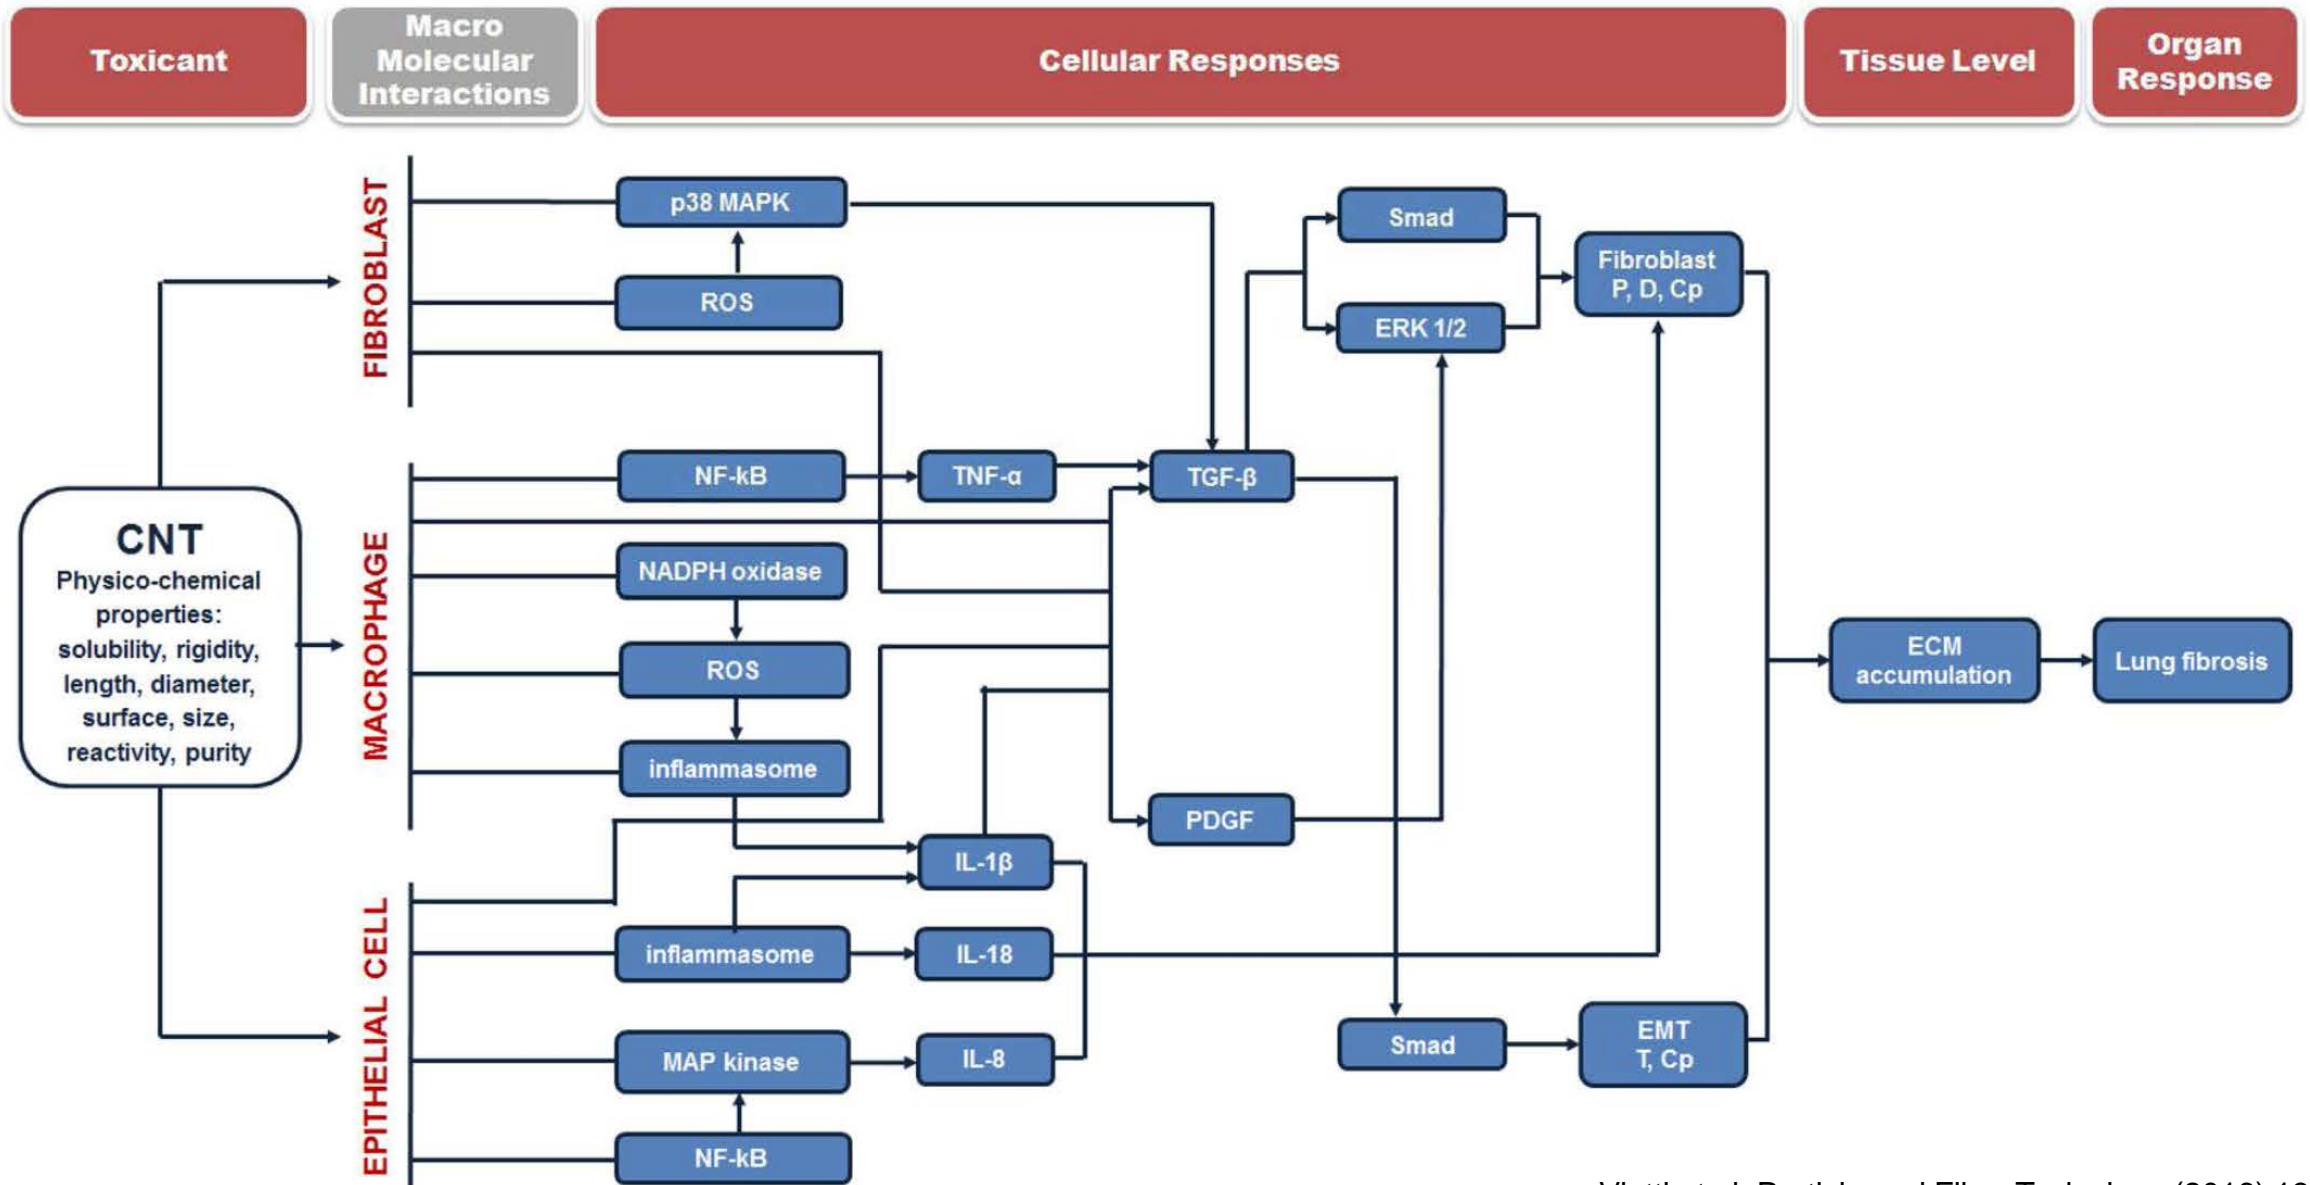 Toxicant
Macro
Molecular
Interactions
Cellular Responses
Tissue Level
Organ
Response
FIBROBLAST
p38 MAPK
ROS
Smad
ERK 1/2
Fibroblast
P, D, Cp
CNT
Physico-chemical
properties:
solubility, rigidity,
length, diameter,
surface, size,
reactivity, purity
MACROPHAGE
NF-kB
TNF-α
TGF-β
NADPH oxidase
ROS
inflammasome
PDGF
ECM
accumulation
Lung fibrosis
EPITHELIAL CELL
IL-1β
inflammasome
IL-18
MAP kinase
IL-8
NF-kB
Smad
EMT
T, Cp